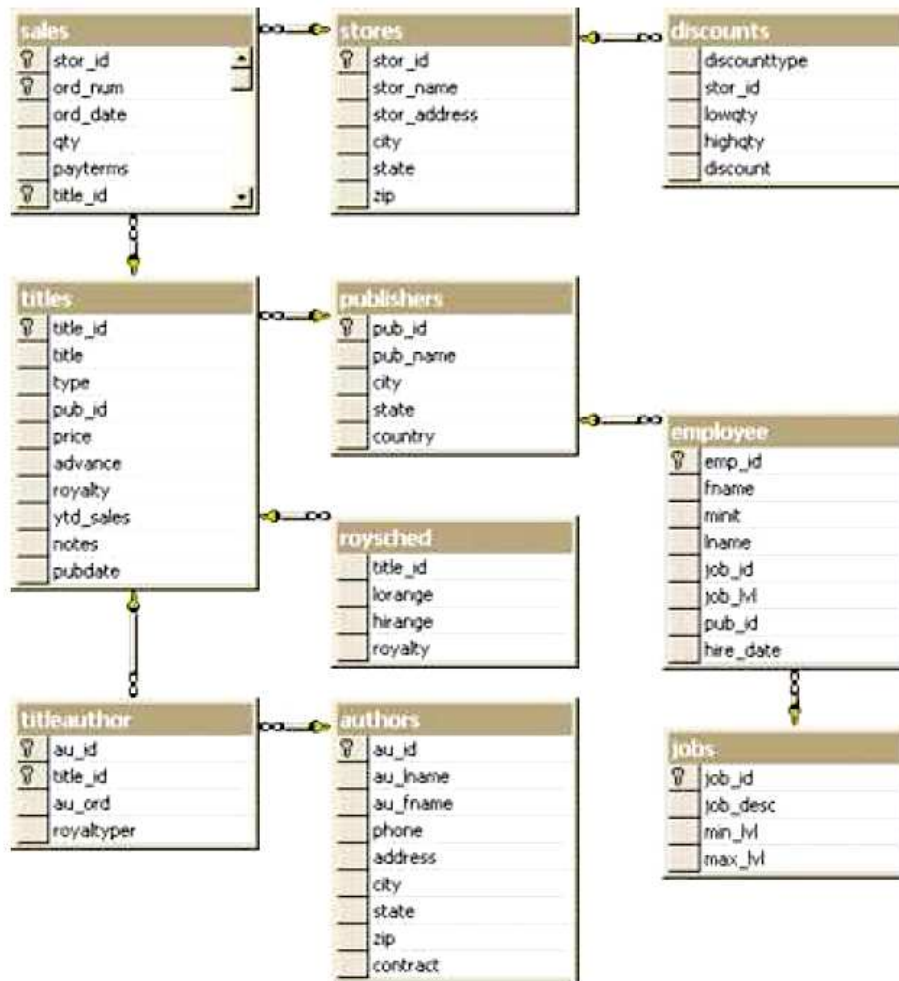 sales
stor_id
ord_num
ord_date
qty
payterms
title_id
stores
stor_id
stor_name
stor_address
city
state
zip
discounts
discounttype
stor_id
lowqty
highqty
discount
titles
title_id
title
type
pub_id
price
advance
royalty
ytd_sales
notes
pubdate
publishers
pub_id
pub_name
city
state
country
employee
emp_id
fname
minit
lname
job_id
job_lvl
pub_id
hire_date
roysched
title_id
lorange
hirange
royalty
titleauthor
au_id
title_id
au_ord
royaltyper
authors
au_id
au_lname
au_fname
phone
address
city
state
zip
contract
jobs
job_id
job_desc
min_lvl
max_lvl